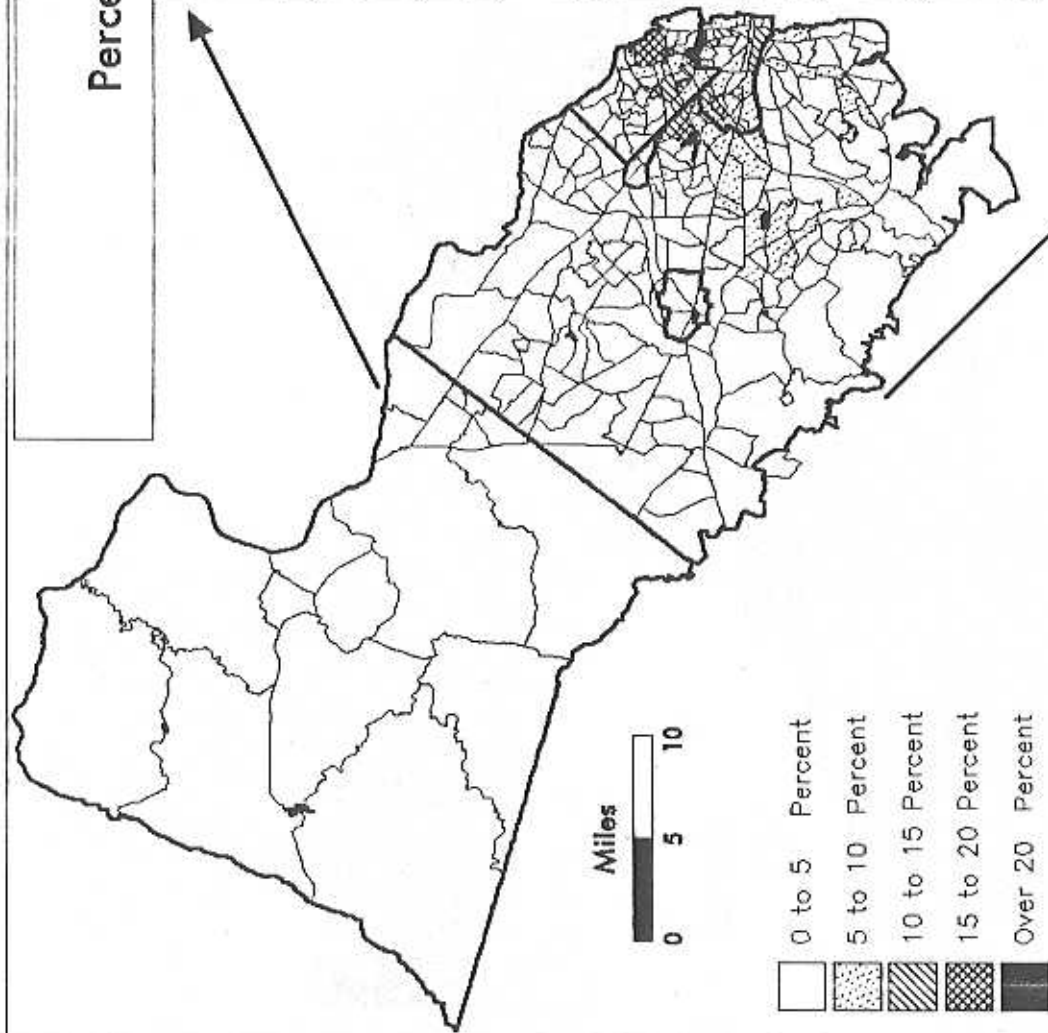 Perce
Miles
0 5 10
0 to 5 Percent
5 to 10 Percent
10 to 15 Percent
15 to 20 Percent
Over 20 Percent